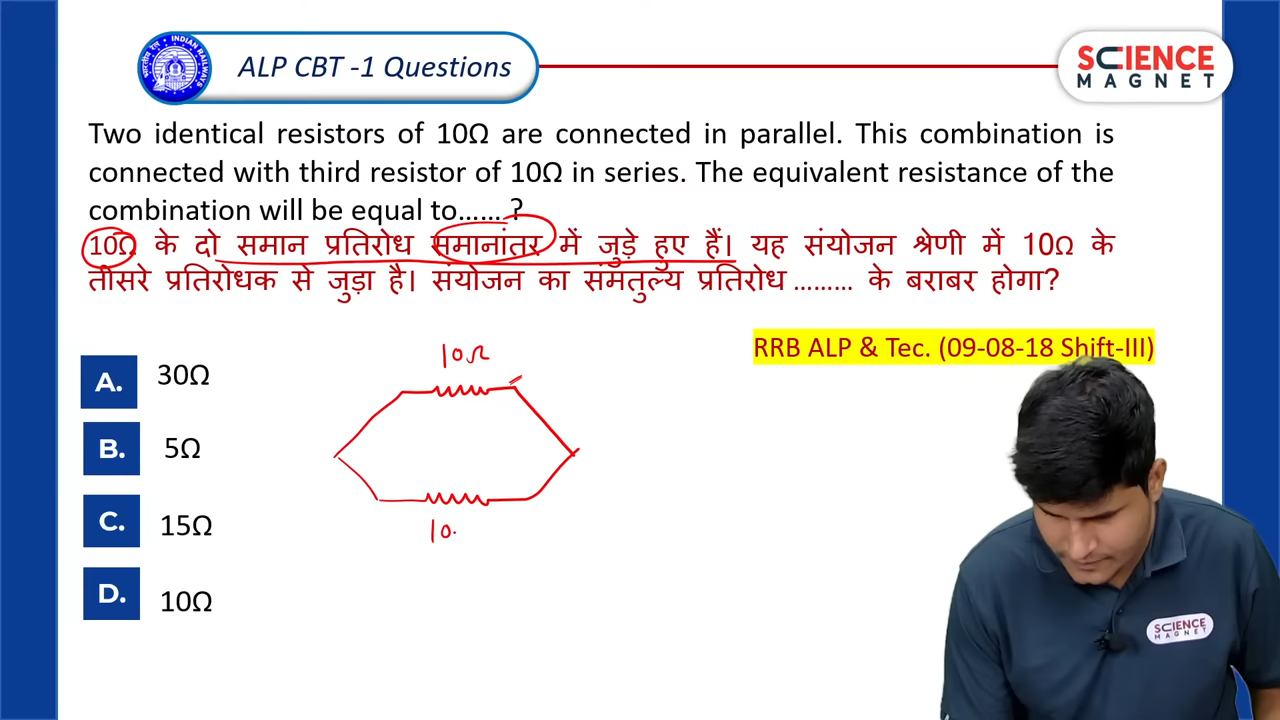 INDIAN RAILWAYS
ALP CBT -1 Questions
SCIENCE
MAGNET
Two identical resistors of 10Ω are connected in parallel. This combination is
connected with third resistor of 10Ω in series. The equivalent resistance of the
combination will be equal to...... ?
10Ω के दो समान प्रतिरोध समानांतर में जुड़े हुए हैं। यह संयोजन श्रेणी में 10Ω के
तीसरे प्रतिरोधक से जुड़ा है। संयोजन का समतुल्य प्रतिरोध ......... के बराबर होगा?
RRB ALP & Tec. (09-08-18 Shift-III)
A. 30Ω
B. 5Ω
C. 15Ω
D. 10Ω
10Ω
10
SCIENCE
MAGNET